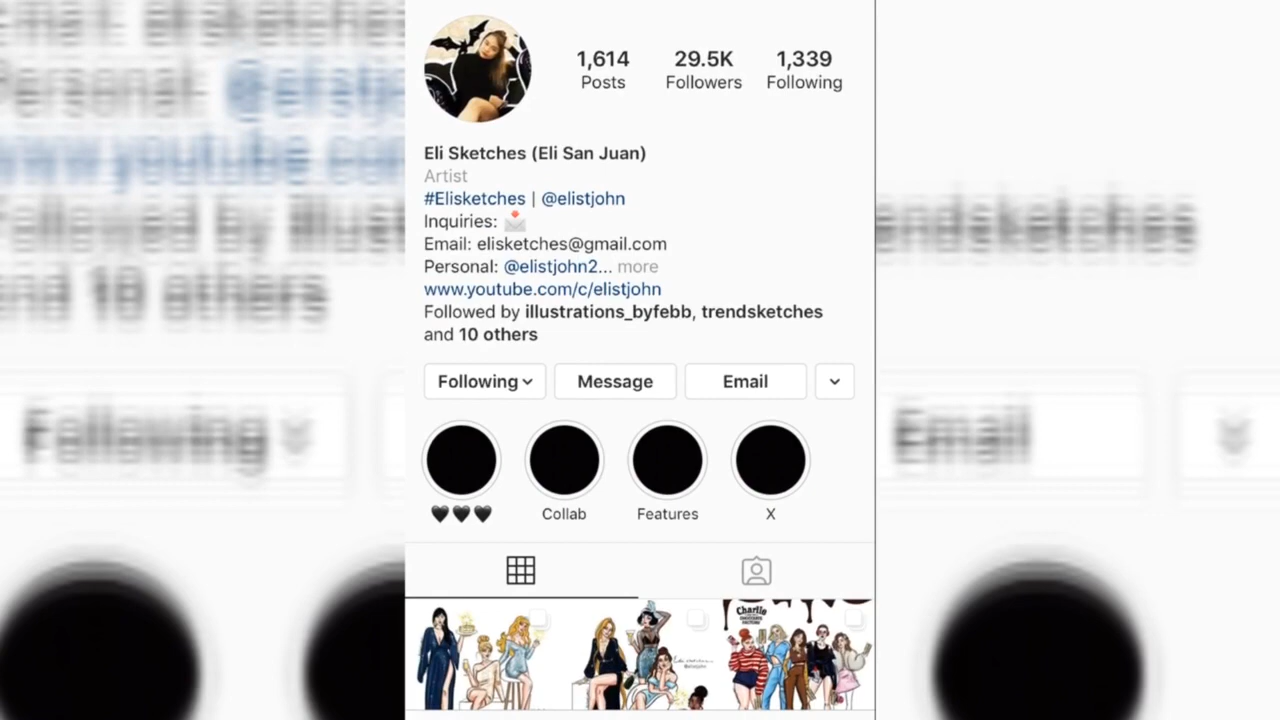 1,614
Posts
29.5K
Followers
1,339
Following
Eli Sketches (Eli San Juan)
Artist
#Elisketches | @elistjohn
Inquiries: 📩
Email: elisketches@gmail.com
Personal: @elistjohn2... more
www.youtube.com/c/elistjohn
Followed by illustrations_byfebb, trendsketches
and 10 others
Following
Message
Email
🖤🖤🖤
Collab
Features
X
Charlie